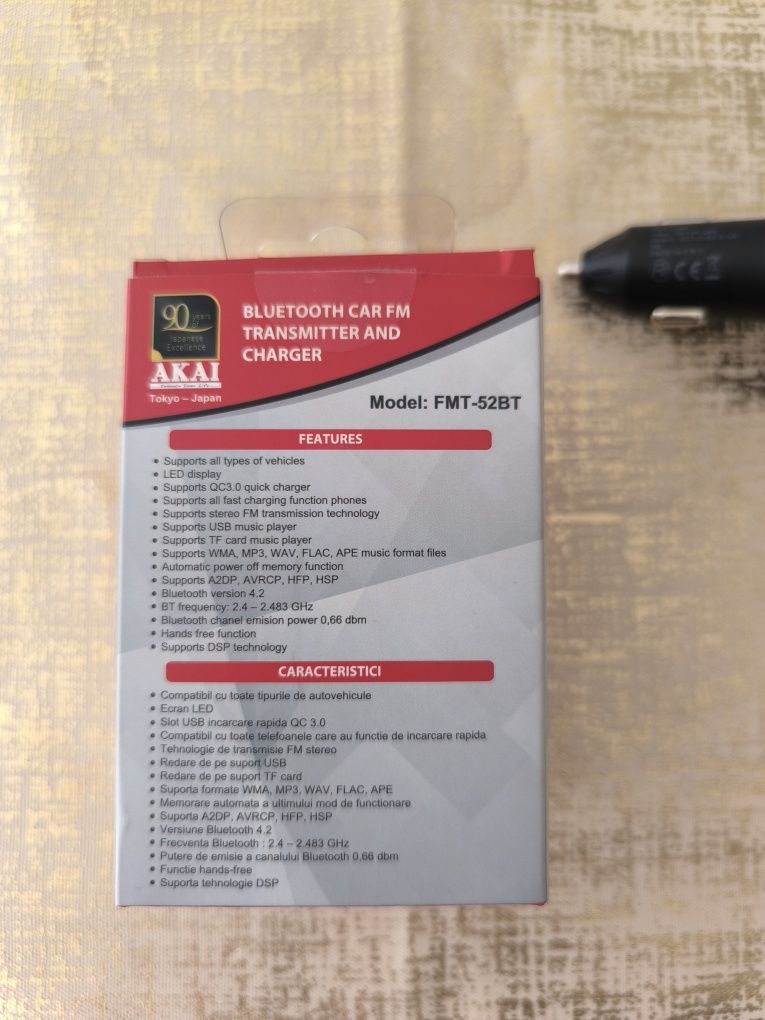 90 years
of
Japanese
Excellence
AKAI
Tokyo – Japan
BLUETOOTH CAR FM
TRANSMITTER AND
CHARGER
Model: FMT-52BT
FEATURES
• Supports all types of vehicles
• LED display
• Supports QC3.0 quick charger
• Supports all fast charging function phones
• Supports stereo FM transmission technology
• Supports USB music player
• Supports TF card music player
• Supports WMA, MP3, WAV, FLAC, APE music format files
• Automatic power off memory function
• Supports A2DP, AVRCP, HFP, HSP
• Bluetooth version 4.2
• BT frequency: 2.4 – 2.483 GHz
• Bluetooth chanel emision power 0,66 dbm
• Hands free function
• Supports DSP technology
CARACTERISTICI
• Compatibil cu toate tipurile de autovehicule
• Ecran LED
• Slot USB incarcare rapida QC 3.0
• Compatibil cu toate telefoanele care au functie de incarcare rapida
• Tehnologie de transmisie FM stereo
• Redare de pe suport USB
• Redare de pe suport TF card
• Suporta formate WMA, MP3, WAV, FLAC, APE
• Memorare automata a ultimului mod de functionare
• Suporta A2DP, AVRCP, HFP, HSP
• Versiune Bluetooth 4.2
• Frecventa Bluetooth : 2.4 – 2.483 GHz
• Putere de emisie a canalului Bluetooth 0,66 dbm
• Functie hands-free
• Suporta tehnologie DSP
CE